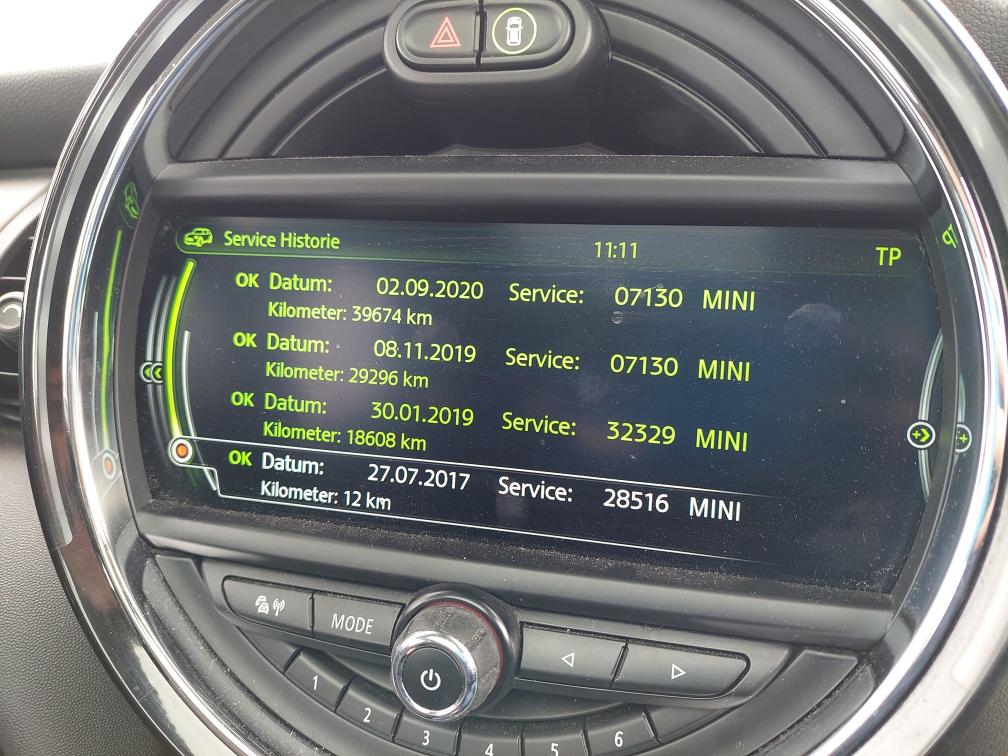 Service Historie 11:11 TP
OK Datum: 02.09.2020 Service: 07130 MINI
Kilometer: 39674 km
OK Datum: 08.11.2019 Service: 07130 MINI
Kilometer: 29296 km
OK Datum: 30.01.2019 Service: 32329 MINI
Kilometer: 18608 km
OK Datum: 27.07.2017 Service: 28516 MINI
Kilometer: 12 km
MODE
1 2 3 4 5 6